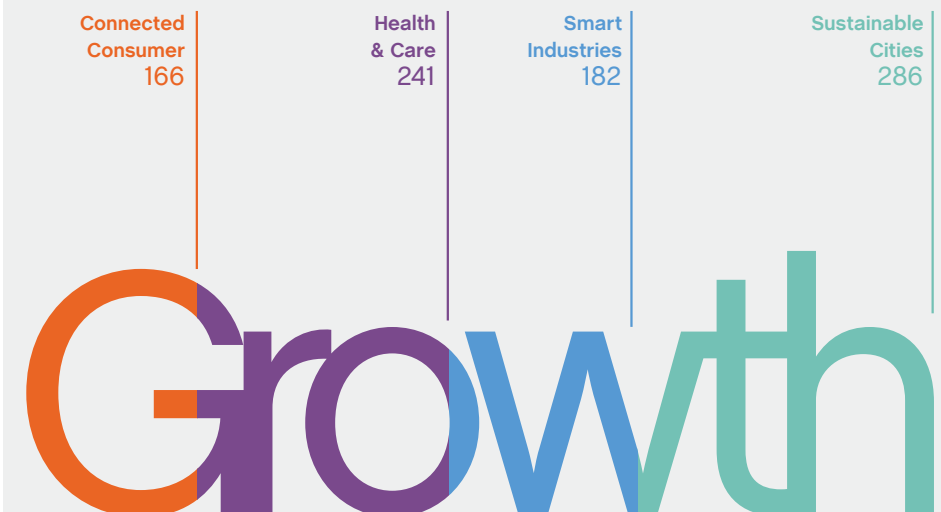 Connected
Consumer
166
Health
& Care
241
Smart
Industries
182
Sustainable
Cities
286
Growth